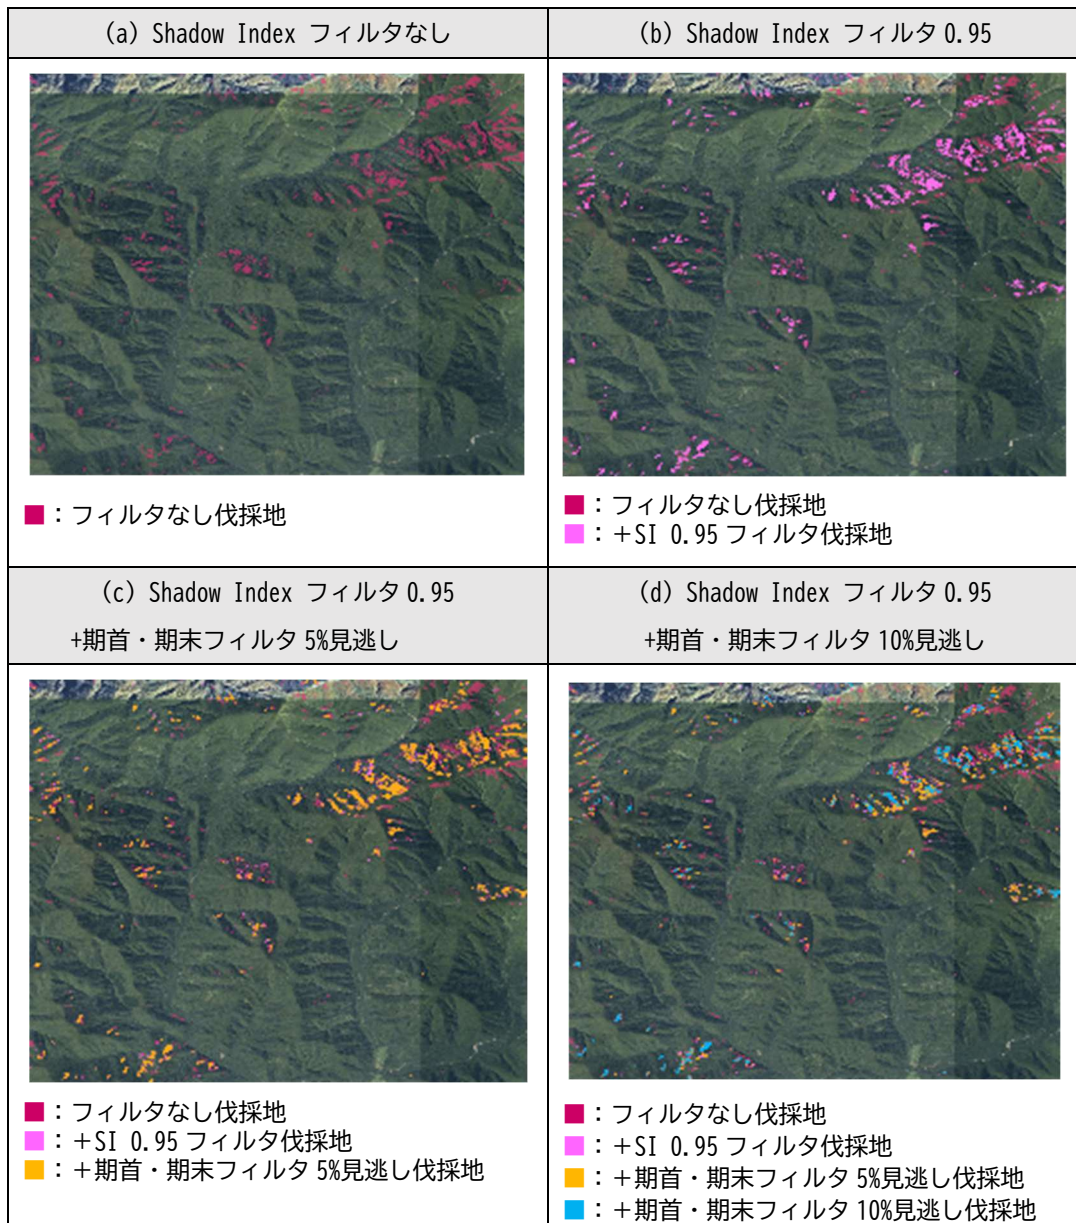 (a) Shadow Index フィルタなし
(b) Shadow Index フィルタ 0.95
■：フィルタなし伐採地
■：フィルタなし伐採地
■：＋SI 0.95 フィルタ伐採地
(c) Shadow Index フィルタ 0.95
+期首・期末フィルタ 5%見逃し
(d) Shadow Index フィルタ 0.95
+期首・期末フィルタ 10%見逃し
■：フィルタなし伐採地
■：＋SI 0.95 フィルタ伐採地
■：＋期首・期末フィルタ 5%見逃し伐採地
■：フィルタなし伐採地
■：＋SI 0.95 フィルタ伐採地
■：＋期首・期末フィルタ 5%見逃し伐採地
■：＋期首・期末フィルタ 10%見逃し伐採地